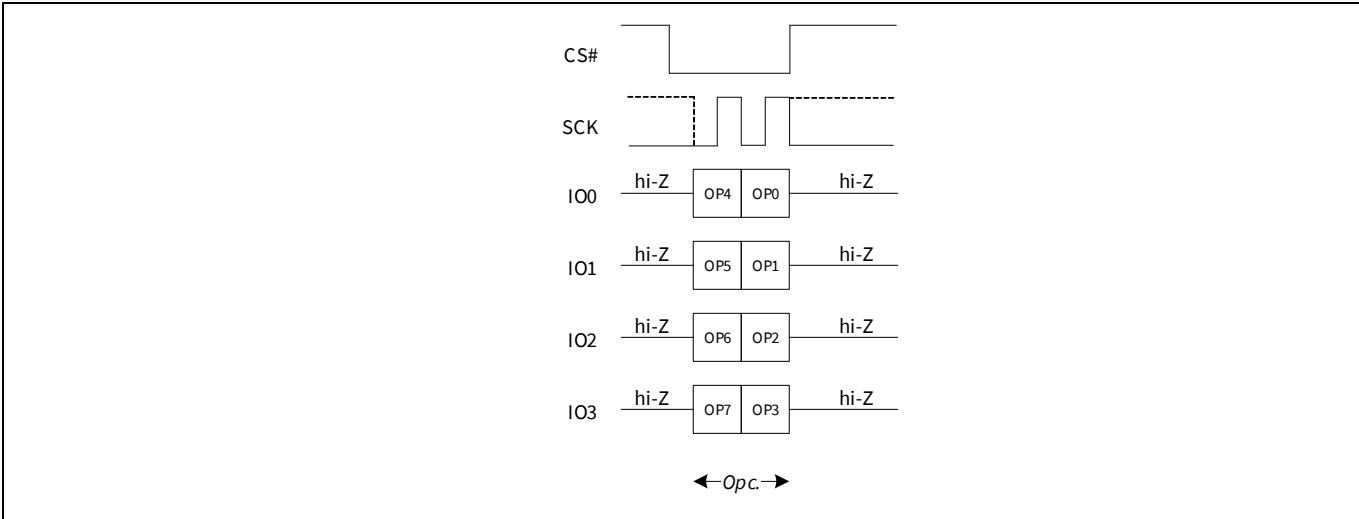 CS#
SCK
IO0 hi-Z OP4 OP0 hi-Z
IO1 hi-Z OP5 OP1 hi-Z
IO2 hi-Z OP6 OP2 hi-Z
IO3 hi-Z OP7 OP3 hi-Z
Opc.